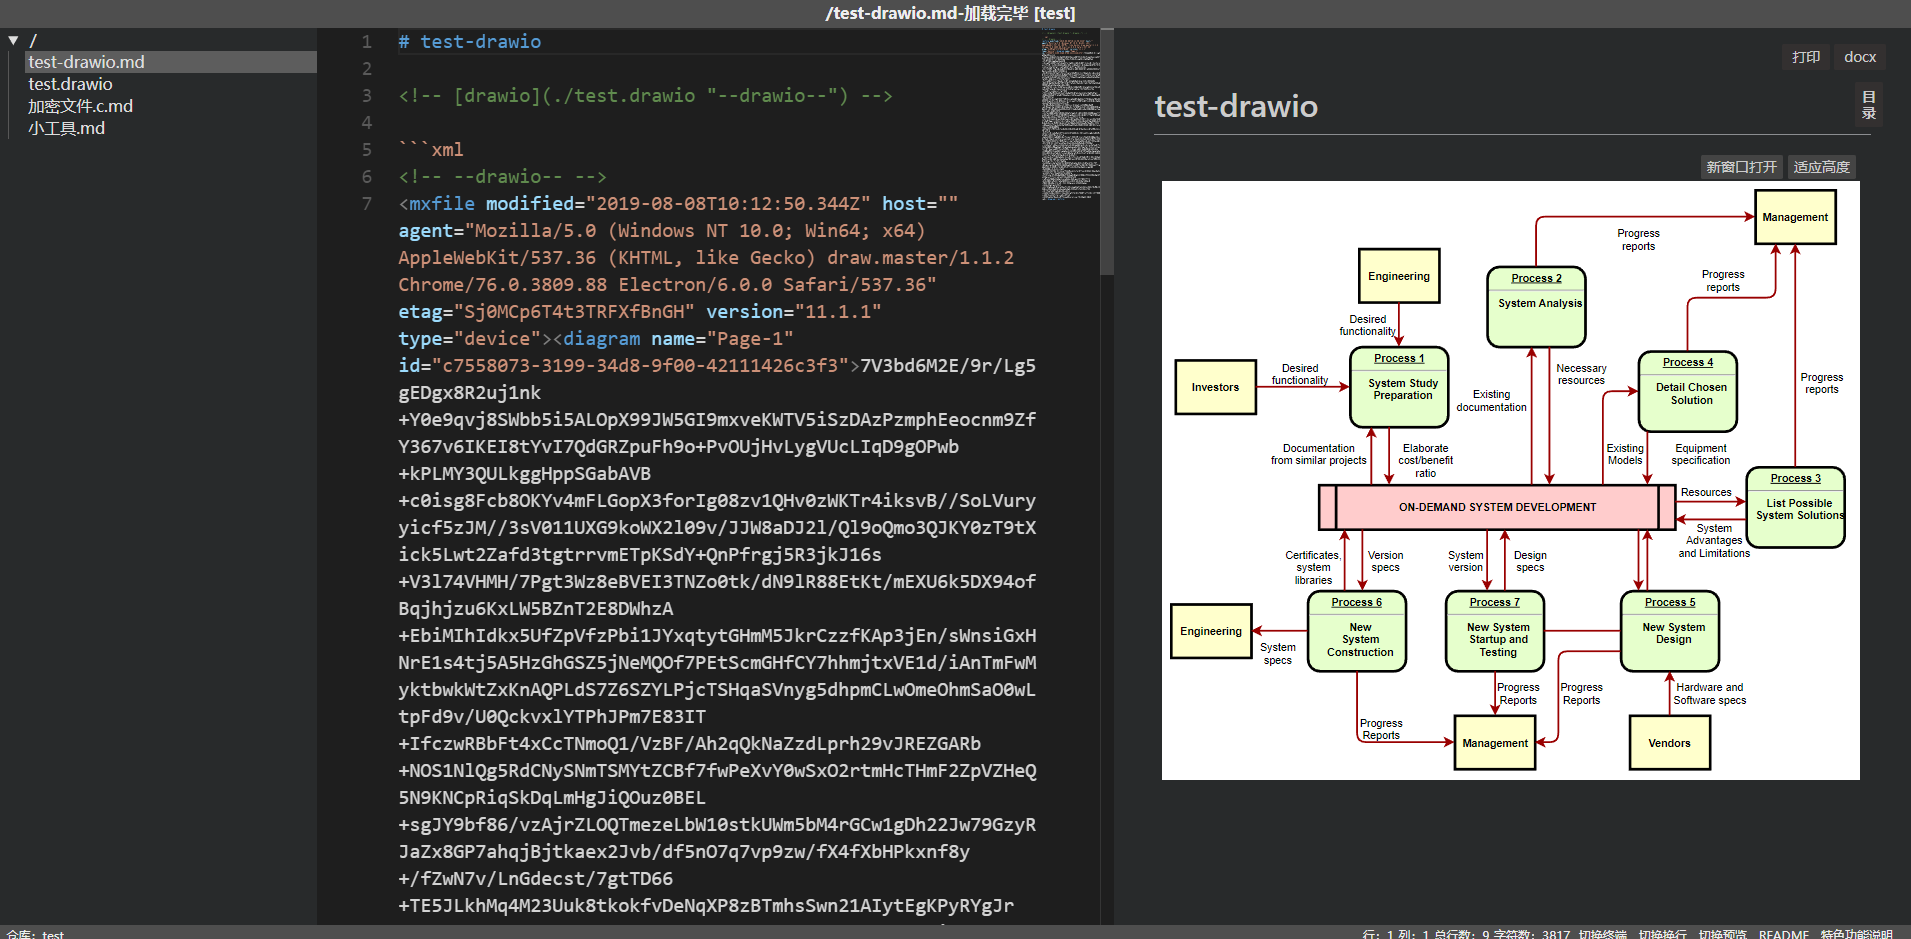 /test-drawio.md-加载完毕 [test]
▼ /
test-drawio.md
test.drawio
加密文件.c.md
小工具.md
1 # test-drawio
2
3 <!-- [drawio](./test.drawio "--drawio--") -->
4
5 ```xml
6 <!-- --drawio-- -->
7 <mxfile modified="2019-08-08T10:12:50.344Z" host=""
agent="Mozilla/5.0 (Windows NT 10.0; Win64; x64)
AppleWebKit/537.36 (KHTML, like Gecko) draw.master/1.1.2
Chrome/76.0.3809.88 Electron/6.0.0 Safari/537.36"
etag="Sj0MCp6T4t3TRFXfBnGH" version="11.1.1"
type="device"><diagram name="Page-1"
id="c7558073-3199-34d8-9f00-42111426c3f3">7V3bd6M2E/9r/Lg5
gEDgx8R2uj1nk
+Y0e9qvj8SWbb5i5ALOpX99JW5GI9mxveKWTV5iSzDAzPzmphEeocnm9Zf
Y367v6IKEI8tYvI7QdGRZpuFh9o+PvOUjHvLygVUcLIqD9gOPwb
+kPLMY3QULkggHppSGabAVB
+c0isg8Fcb8OKYv4mFLGopX3forIg08zv1QHv0zWKTr4iksvB//SoLVury
yicf5zJM//3sV011UXG9koWX2l09v/JJW8aDJ2l/Ql9oQmo3QJKY0zT9tX
ick5Lwt2Zafd3tgtrrvmETpKSdY+QnPfrgj5R3jkJ16s
+V3l74VHMH/7Pgt3Wz8eBVEI3TNZo0tk/dN9lR88EtKt/mEXU6k5DX94of
Bqjhjzu6KxLW5BZnT2E8DWhzA
+EbiMIhIdkx5UfZpVfzPbi1JYxqtytGHmM5JkrCzzfKAp3jEn/sWnsiGxH
NrE1s4tj5A5HzGhGSZ5jNeMQOf7PEtScmGHfCY7hhmjtxVE1d/iAnTmFwM
yktbwkWtZxKnAQPLdS7Z6SZYLPjcTSHqaSVnyg5dhpmCLwOmeOhmSaO0wL
tpFd9v/U0QckvxlYTPhJPm7E83IT
+IfczwRBbFt4xCcTNmoQ1/VzBF/Ah2qQkNaZzdLprh29vJREZGARb
+NOS1NlQg5RdCNySNmTSMYtZCBf7fwPeXvY0wSxO2rtmHcTHmF2ZpVZHeQ
5N9KNCpRiqSkDqLmHgJiQOuz0BEL
+sgJY9bf86/vzAjrZLOQTmezeLbW10stkUWm5bM4rGCw1gDh22Jw79GzyR
JaZx8GP7ahqjBjtkaex2Jvb/df5nO7q7vp9zw/fX4fXbHPkxnf8y
+/fZwN7v/LnGdecst/7gtTD66
+TE5JLkhMq4M23Uuk8tkokfvDeNqXP8zBTmhsSwn21AIytEgKPyRYgJr
打印 docx
test-drawio
目录
新窗口打开 适应高度
Management
Progress
reports
Engineering
Process 2
System Analysis
Progress
reports
Desired
functionality
Process 1
System Study
Preparation
Investors
Desired
functionality
Necessary
resources
Process 4
Detail Chosen
Solution
Progress
reports
Existing
documentation
Documentation
from similar projects
Elaborate
cost/benefit
ratio
Existing
Models
Equipment
specification
Process 3
List Possible
System Solutions
Resources
ON-DEMAND SYSTEM DEVELOPMENT
System
Advantages
and Limitations
Certificates,
system
libraries
Version
specs
System
version
Design
specs
Process 6
New
System
Construction
Process 7
New System
Startup and
Testing
Process 5
New System
Design
Engineering
System
specs
Progress
Reports
Progress
Reports
Hardware and
Software specs
Progress
Reports
Management
Vendors
仓库: test
行: 1 列: 1 总行数: 9 字符数: 3817 切换终端 切换换行 切换预览 README 特色功能说明